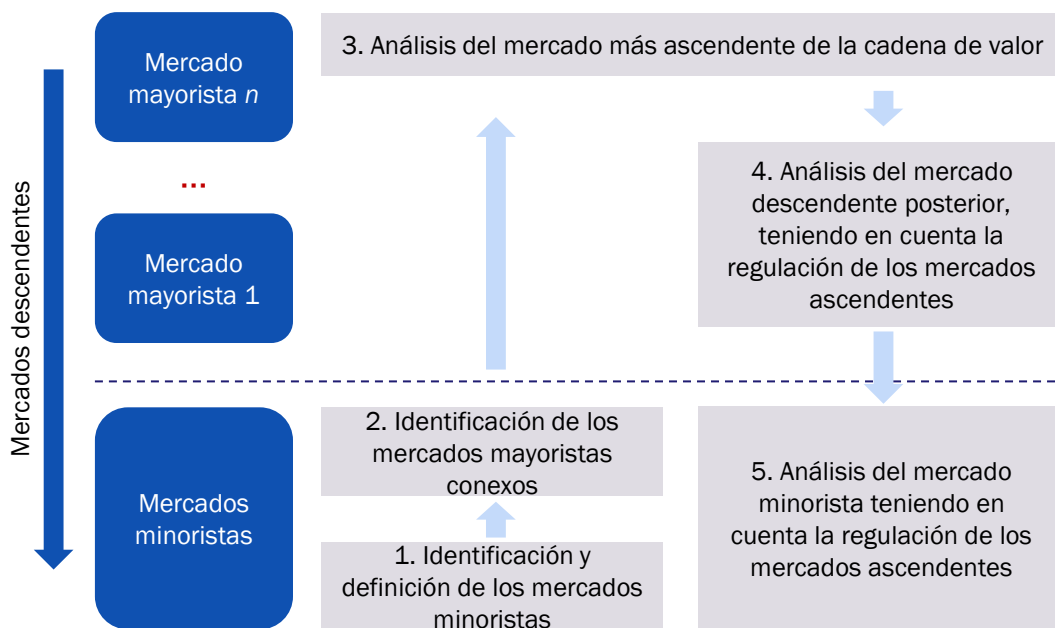 Mercados descendentes
Mercado
mayorista n
...
Mercado
mayorista 1
Mercados
minoristas
3. Análisis del mercado más ascendente de la cadena de valor
4. Análisis del mercado
descendente posterior,
teniendo en cuenta la
regulación de los mercados
ascendentes
2. Identificación de los
mercados mayoristas
conexos
1. Identificación y
definición de los mercados
minoristas
5. Análisis del mercado
minorista teniendo en
cuenta la regulación de los
mercados ascendentes